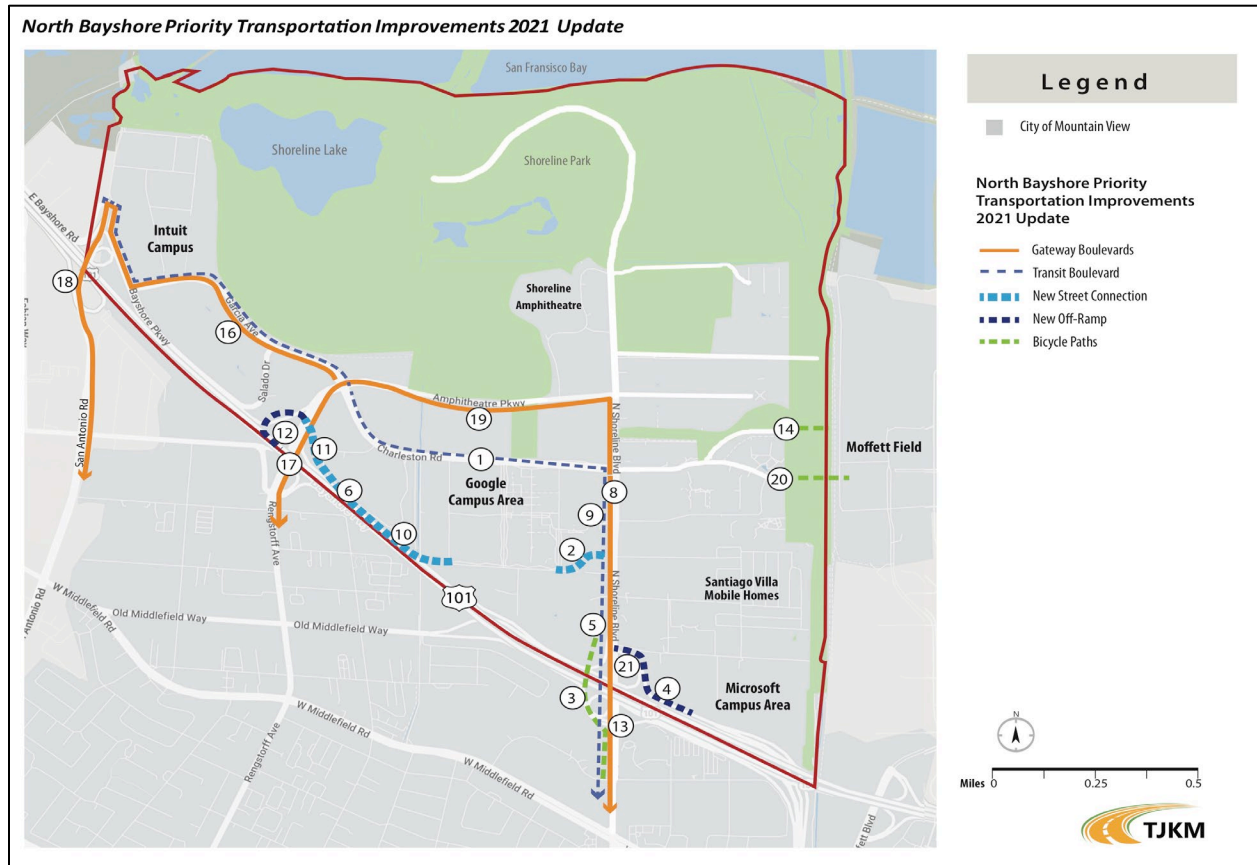 North Bayshore Priority Transportation Improvements 2021 Update
San Fransisco Bay
Shoreline Lake
Shoreline Park
E Bayshore Rd
Intuit
Campus
18
Bayshore Pkwy
Garcia Ave
16
Salado Dr
Shoreline
Amphitheatre
Amphitheatre Pkwy
19
N Shoreline Blvd
San Antonio Rd
12
11
17
Charleston Rd
1
Google
Campus Area
14
20
Moffett Field
6
8
9
10
2
Rengstorff Ave
101
N Shoreline Blvd
Santiago Villa
Mobile Homes
Antonio Rd
W Middlefield Rd
Old Middlefield Way
Old Middlefield Way
5
21
4
3
13
Microsoft
Campus Area
W Middlefield Rd
Rengstorff Ave
W Middlefield Rd
ffett Blvd
Legend
City of Mountain View
North Bayshore Priority
Transportation Improvements
2021 Update
Gateway Boulevards
Transit Boulevard
New Street Connection
New Off-Ramp
Bicycle Paths
N
Miles 0 0.25 0.5
TJKM